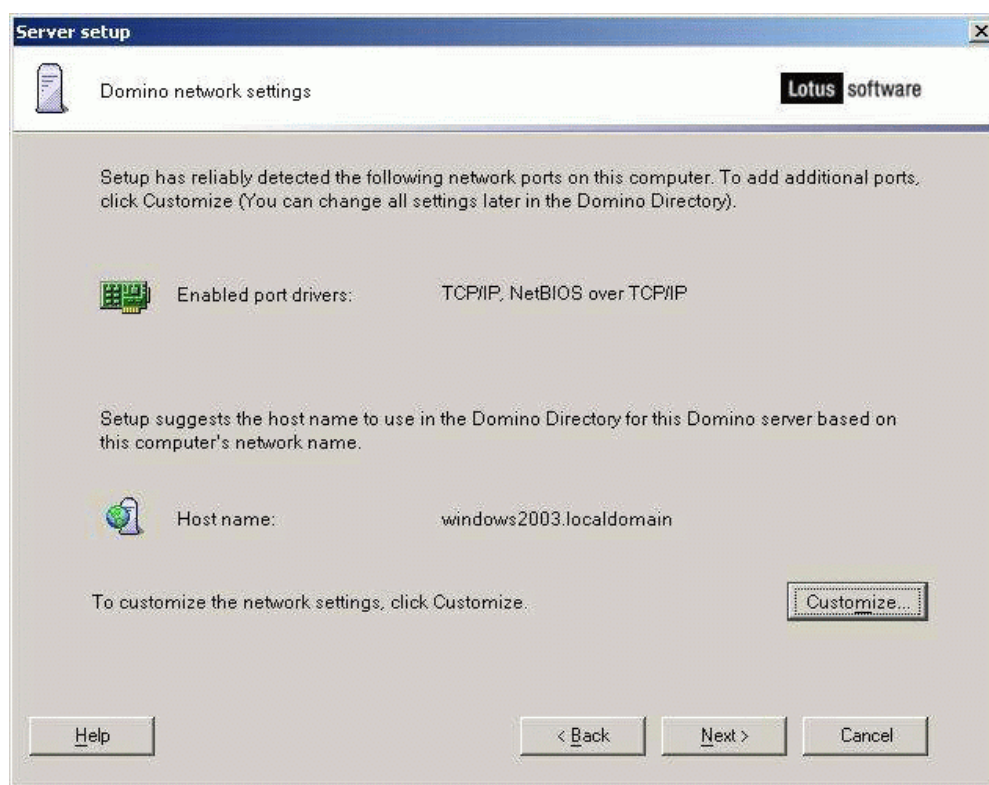 Server setup
Domino network settings
Lotus software
Setup has reliably detected the following network ports on this computer. To add additional ports,
click Customize (You can change all settings later in the Domino Directory).
Enabled port drivers: TCP/IP, NetBIOS over TCP/IP
Setup suggests the host name to use in the Domino Directory for this Domino server based on
this computer's network name.
Host name: windows2003.localdomain
To customize the network settings, click Customize.
Customize...
Help
< Back
Next >
Cancel